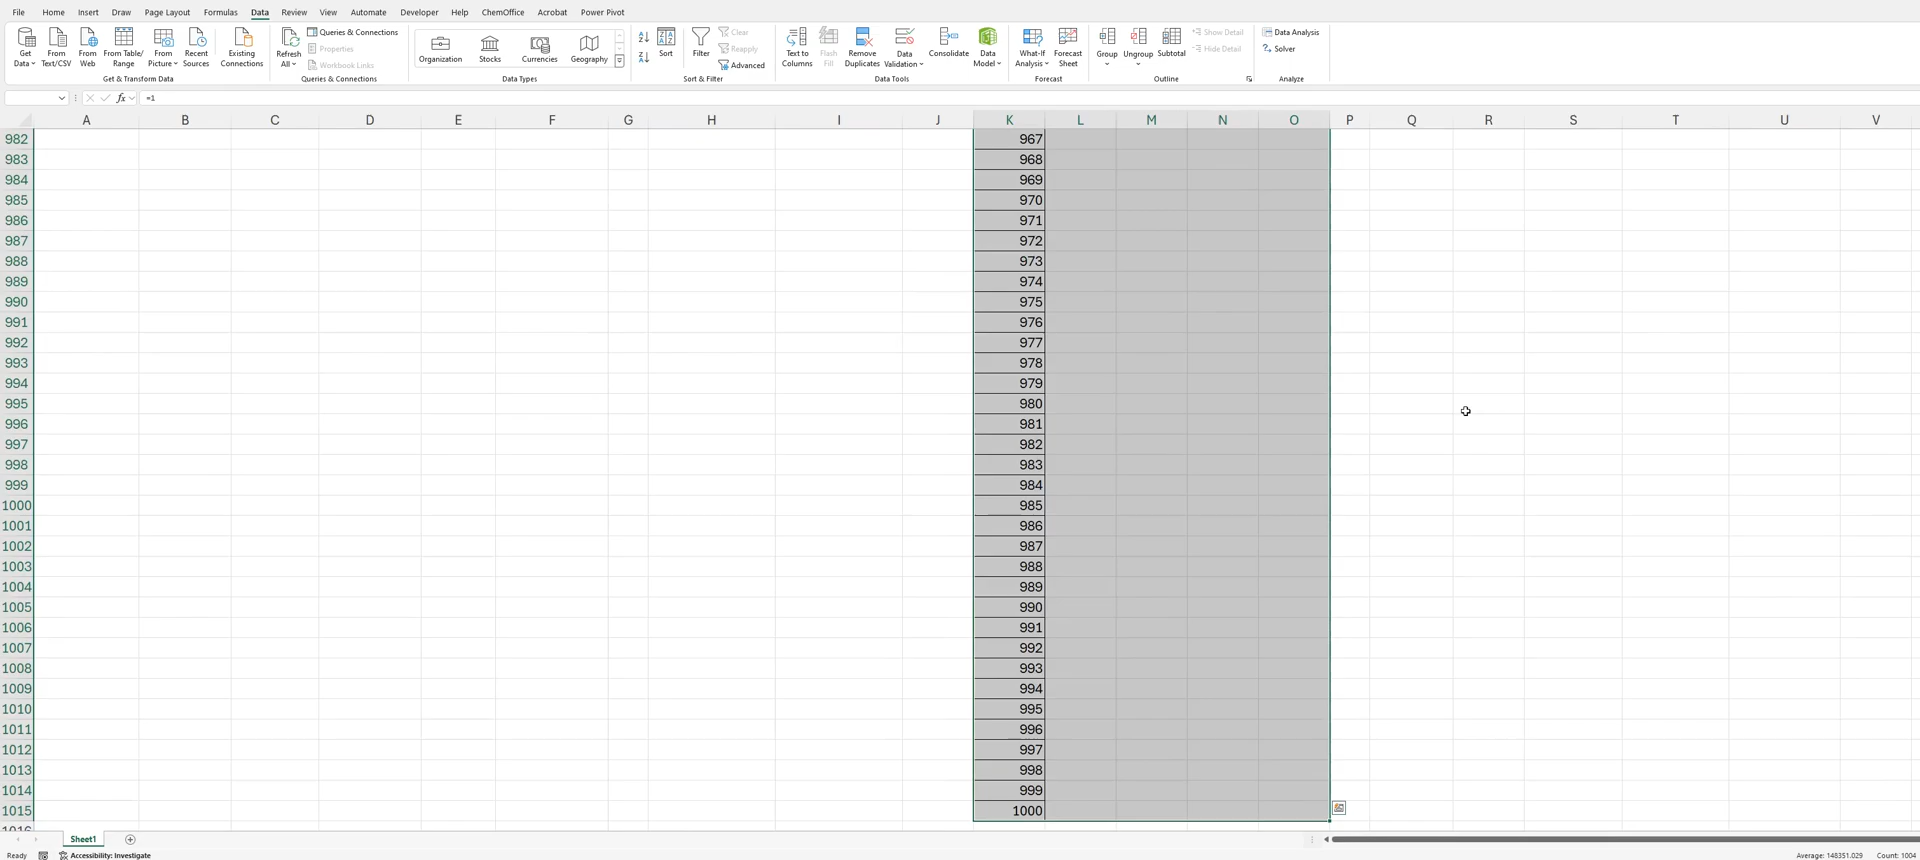 File Home Insert Draw Page Layout Formulas Data Review View Automate Developer Help ChemOffice Acrobat Power Pivot
Get Data
From Text/CSV
From Web
From Table/ Range
From Picture
Recent Sources
Existing Connections
Get & Transform Data
Refresh All
Queries & Connections
Properties
Workbook Links
Queries & Connections
Organization
Stocks
Currencies
Geography
Data Types
Sort
Filter
Clear
Reapply
Advanced
Sort & Filter
Text to Columns
Flash Fill
Remove Duplicates
Data Validation
Consolidate
Data Model
Data Tools
What-If Analysis
Forecast Sheet
Forecast
Group
Ungroup
Subtotal
Show Detail
Hide Detail
Outline
Data Analysis
Solver
Analyze
fx =1
A B C D E F G H I J K L M N O P Q R S T U V
982 967
983 968
984 969
985 970
986 971
987 972
988 973
989 974
990 975
991 976
992 977
993 978
994 979
995 980
996 981
997 982
998 983
999 984
1000 985
1001 986
1002 987
1003 988
1004 989
1005 990
1006 991
1007 992
1008 993
1009 994
1010 995
1011 996
1012 997
1013 998
1014 999
1015 1000
1016
Sheet1
Ready Accessibility: Investigate Average: 148351.029 Count: 1004